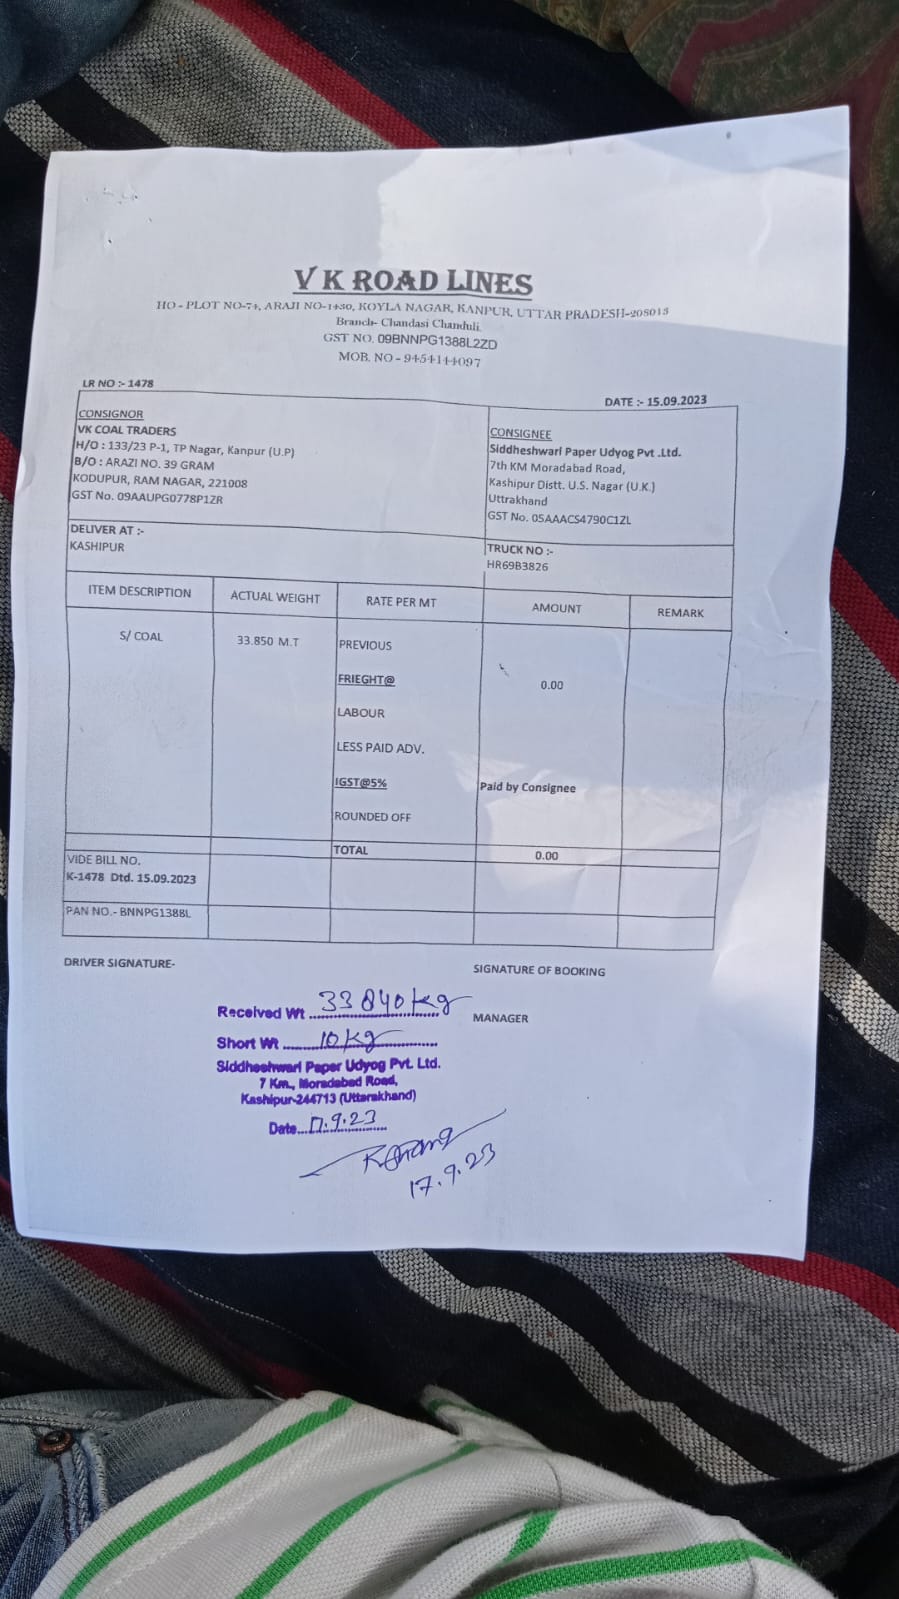 V K ROAD LINES
HO - PLOT NO-74, ARAJI NO-1430, KOYLA NAGAR, KANPUR, UTTAR PRADESH-208015
Branch- Chandasi Chanduli.
GST NO. 09BNNPG1388L2ZD
MOB. NO - 9454144097
LR NO :- 1478
DATE :- 15.09.2023
CONSIGNOR
VK COAL TRADERS
H/O : 133/23 P-1, TP Nagar, Kanpur (U.P)
B/O : ARAZI NO. 39 GRAM
KODUPUR, RAM NAGAR, 221008
GST No. 09AAUPG0778P1ZR
CONSIGNEE
Siddheshwari Paper Udyog Pvt .Ltd.
7th KM Moradabad Road,
Kashipur Distt. U.S. Nagar (U.K.)
Uttrakhand
GST No. 05AAACS4790C1ZL
DELIVER AT :-
KASHIPUR
TRUCK NO :-
HR69B3826
ITEM DESCRIPTION ACTUAL WEIGHT RATE PER MT AMOUNT REMARK
S/ COAL 33.850 M.T PREVIOUS
FRIEGHT@ 0.00
LABOUR
LESS PAID ADV.
IGST@5% Paid by Consignee
ROUNDED OFF
TOTAL 0.00
VIDE BILL NO.
K-1478 Dtd. 15.09.2023
PAN NO.- BNNPG1388L
DRIVER SIGNATURE-
SIGNATURE OF BOOKING
MANAGER
Received Wt 33840 kg
Short Wt 10 kg
Siddheshwari Paper Udyog Pvt. Ltd.
7 Km., Moradabad Road,
Kashipur-244713 (Uttarakhand)
Date 17.9.23
17.9.23